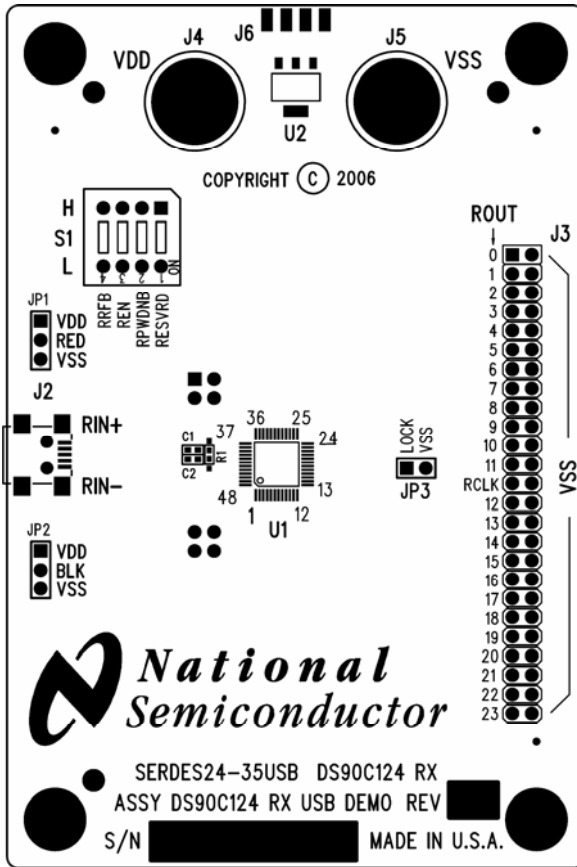 J6
J4 J5
VDD VSS
U2
COPYRIGHT C 2006
H
S1
L
ON
4 3 2 1
RRFB
REN
RPWDNB
RESVRD
ROUT
J3
0
1
2
3
4
5
6
7
8
9
10
11
RCLK
12
13
14
15
16
17
18
19
20
21
22
23
VSS
JP1
VDD
RED
VSS
J2
RIN+
RIN-
JP2
VDD
BLK
VSS
C1
C2
R1
37 36 25 24
48 1 12 13
U1
LOCK
VSS
JP3
National
Semiconductor
SERDES24-35USB DS90C124 RX
ASSY DS90C124 RX USB DEMO REV
S/N MADE IN U.S.A.